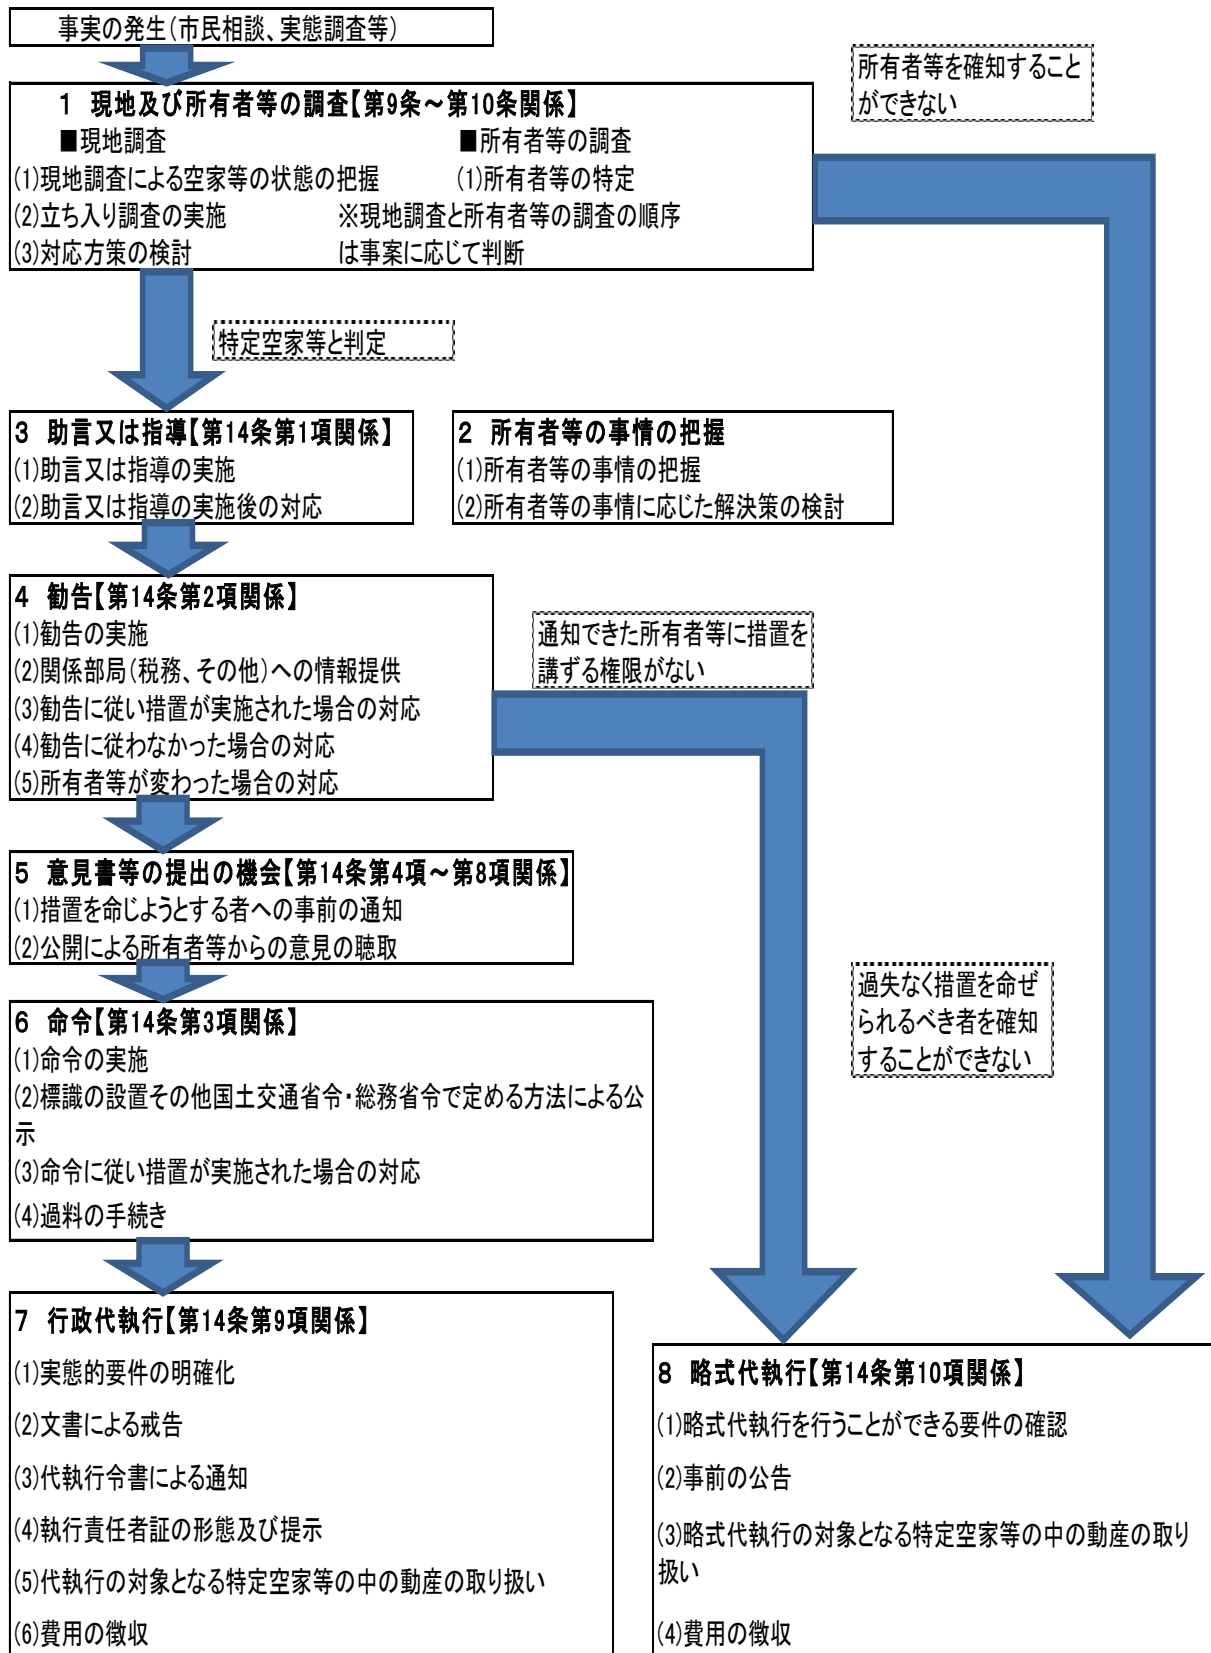 事実の発生(市民相談、実態調査等)
所有者等を確知すること
ができない
1 現地及び所有者等の調査【第9条~第10条関係】
■現地調査
■所有者等の調査
(1)現地調査による空家等の状態の把握
(1)所有者等の特定
(2)立ち入り調査の実施
※現地調査と所有者等の調査の順序
(3)対応方策の検討
は事案に応じて判断
特定空家等と判定
3 助言又は指導【第14条第1項関係】
(1)助言又は指導の実施
(2)助言又は指導の実施後の対応
2 所有者等の事情の把握
(1)所有者等の事情の把握
(2)所有者等の事情に応じた解決策の検討
4 勧告【第14条第2項関係】
(1)勧告の実施
(2)関係部局(税務、その他)への情報提供
(3)勧告に従い措置が実施された場合の対応
(4)勧告に従わなかった場合の対応
(5)所有者等が変わった場合の対応
通知できた所有者等に措置を
講ずる権限がない
5 意見書等の提出の機会【第14条第4項~第8項関係】
(1)措置を命じようとする者への事前の通知
(2)公開による所有者等からの意見の聴取
過失なく措置を命ぜ
られるべき者を確知
することができない
6 命令【第14条第3項関係】
(1)命令の実施
(2)標識の設置その他国土交通省令・総務省令で定める方法による公
示
(3)命令に従い措置が実施された場合の対応
(4)過料の手続き
7 行政代執行【第14条第9項関係】
(1)実態的要件の明確化
(2)文書による戒告
(3)代執行令書による通知
(4)執行責任者証の形態及び提示
(5)代執行の対象となる特定空家等の中の動産の取り扱い
(6)費用の徴収
8 略式代執行【第14条第10項関係】
(1)略式代執行を行うことができる要件の確認
(2)事前の公告
(3)略式代執行の対象となる特定空家等の中の動産の取り
扱い
(4)費用の徴収